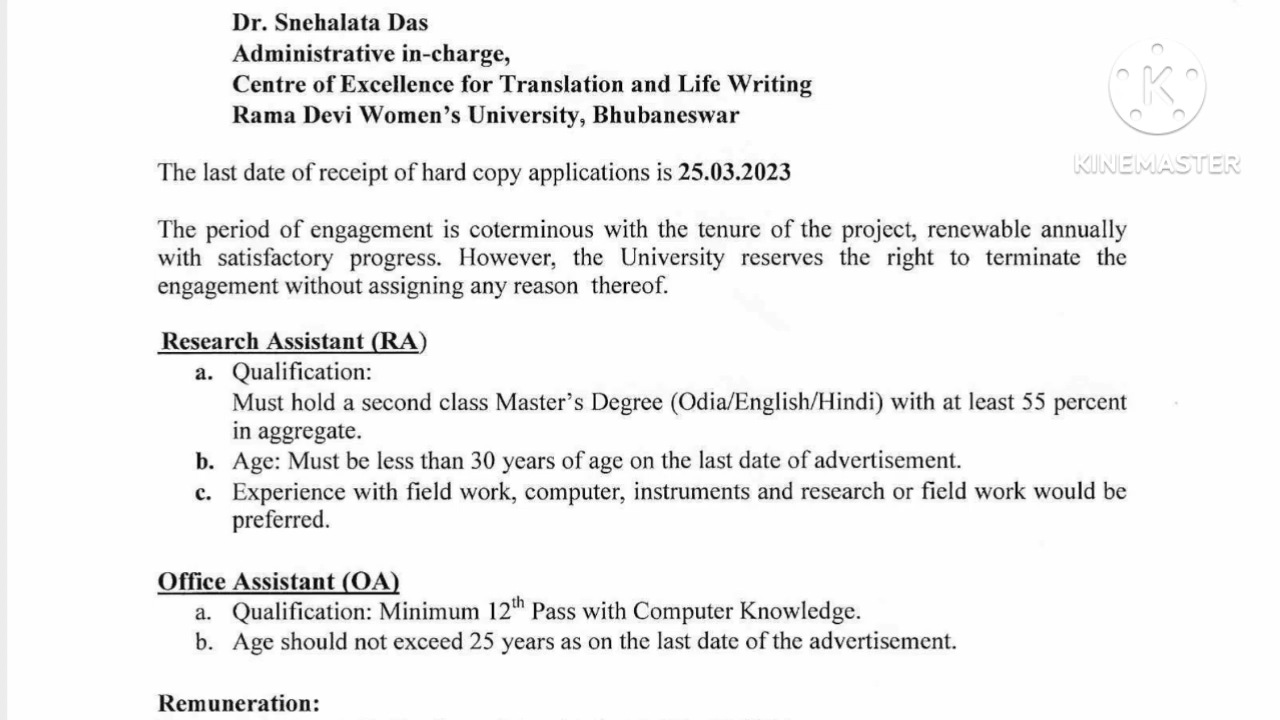 Dr. Snehalata Das
Administrative in-charge,
Centre of Excellence for Translation and Life Writing
Rama Devi Women's University, Bhubaneswar
K
KINEMASTER
The last date of receipt of hard copy applications is 25.03.2023
The period of engagement is coterminous with the tenure of the project, renewable annually
with satisfactory progress. However, the University reserves the right to terminate the
engagement without assigning any reason thereof.
Research Assistant (RA)
a. Qualification:
Must hold a second class Master's Degree (Odia/English/Hindi) with at least 55 percent
in aggregate.
b. Age: Must be less than 30 years of age on the last date of advertisement.
c. Experience with field work, computer, instruments and research or field work would be
preferred.
Office Assistant (OA)
a. Qualification: Minimum 12th Pass with Computer Knowledge.
b. Age should not exceed 25 years as on the last date of the advertisement.
Remuneration: